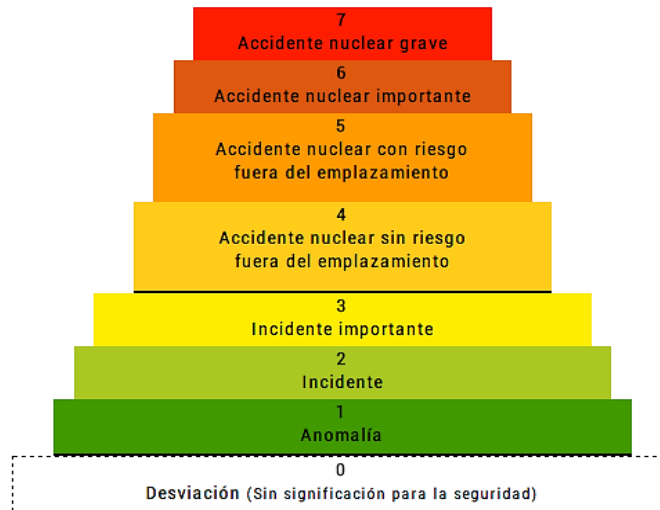 7
Accidente nuclear grave
6
Accidente nuclear importante
5
Accidente nuclear con riesgo
fuera del emplazamiento
4
Accidente nuclear sin riesgo
fuera del emplazamiento
3
Incidente importante
2
Incidente
1
Anomalía
0
Desviación (Sin significación para la seguridad)